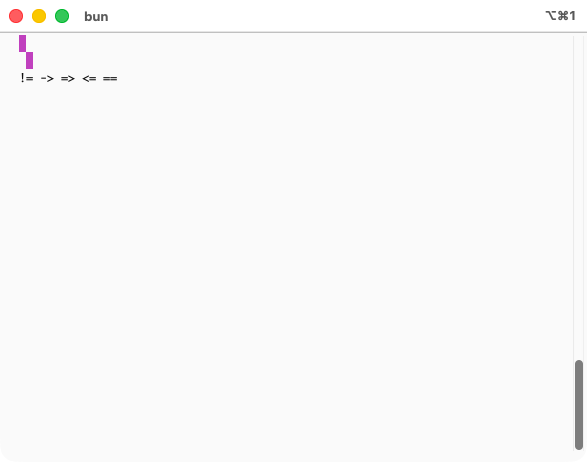 bun
⌥⌘1
!= -> => <= ==